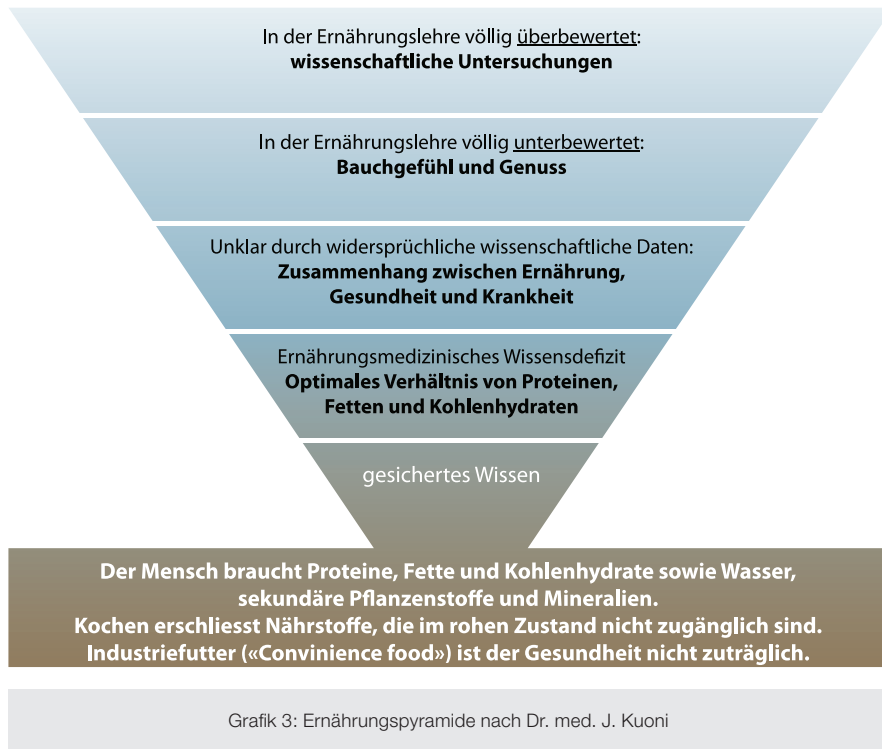 In der Ernährungslehre völlig überbewertet:
wissenschaftliche Untersuchungen
In der Ernährungslehre völlig unterbewertet:
Bauchgefühl und Genuss
Unklar durch widersprüchliche wissenschaftliche Daten:
Zusammenhang zwischen Ernährung,
Gesundheit und Krankheit
Ernährungsmedizinisches Wissensdefizit
Optimales Verhältnis von Proteinen,
Fetten und Kohlenhydraten
gesichertes Wissen
Der Mensch braucht Proteine, Fette und Kohlenhydrate sowie Wasser,
sekundäre Pflanzenstoffe und Mineralien.
Kochen erschliesst Nährstoffe, die im rohen Zustand nicht zugänglich sind.
Industriefutter («Convinience food») ist der Gesundheit nicht zuträglich.
Grafik 3: Ernährungspyramide nach Dr. med. J. Kuoni